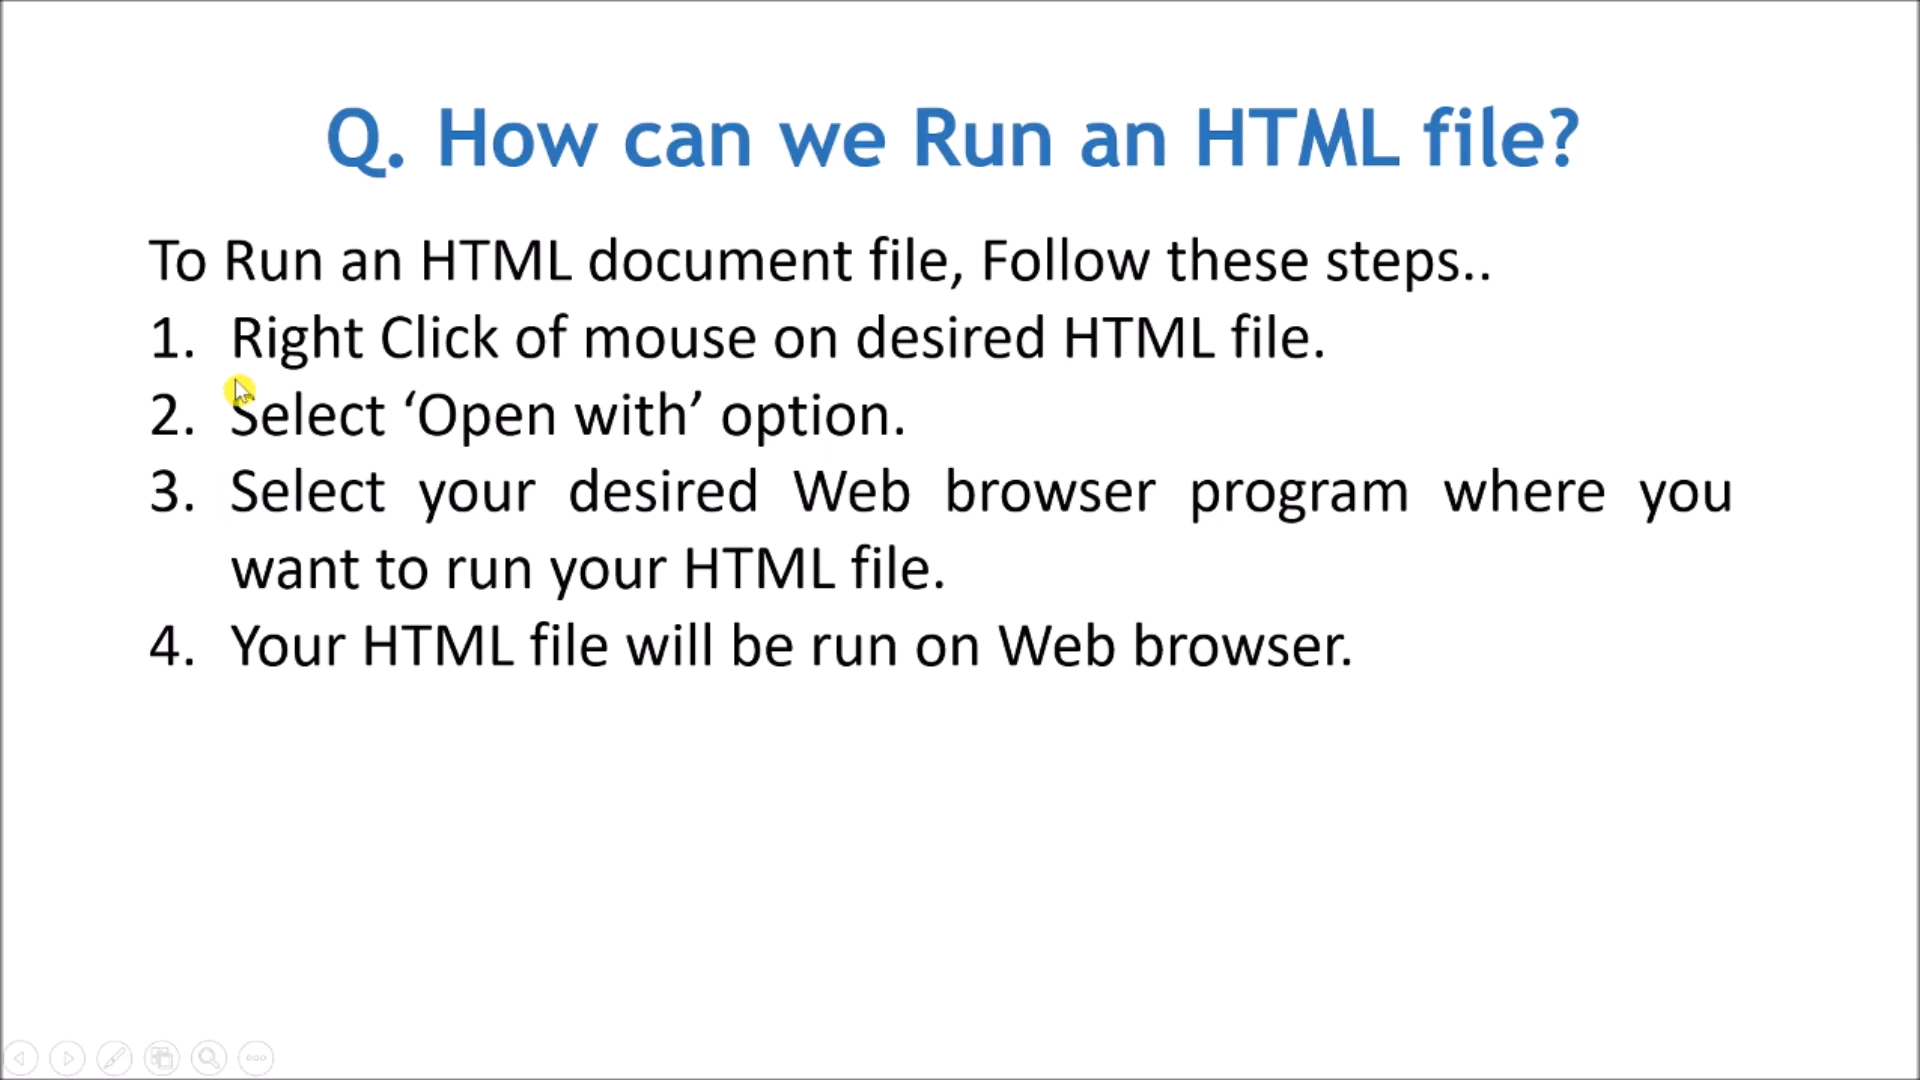 Q. How can we Run an HTML file?
To Run an HTML document file, Follow these steps..
1. Right Click of mouse on desired HTML file.
2. Select ‘Open with’ option.
3. Select your desired Web browser program where you
want to run your HTML file.
4. Your HTML file will be run on Web browser.